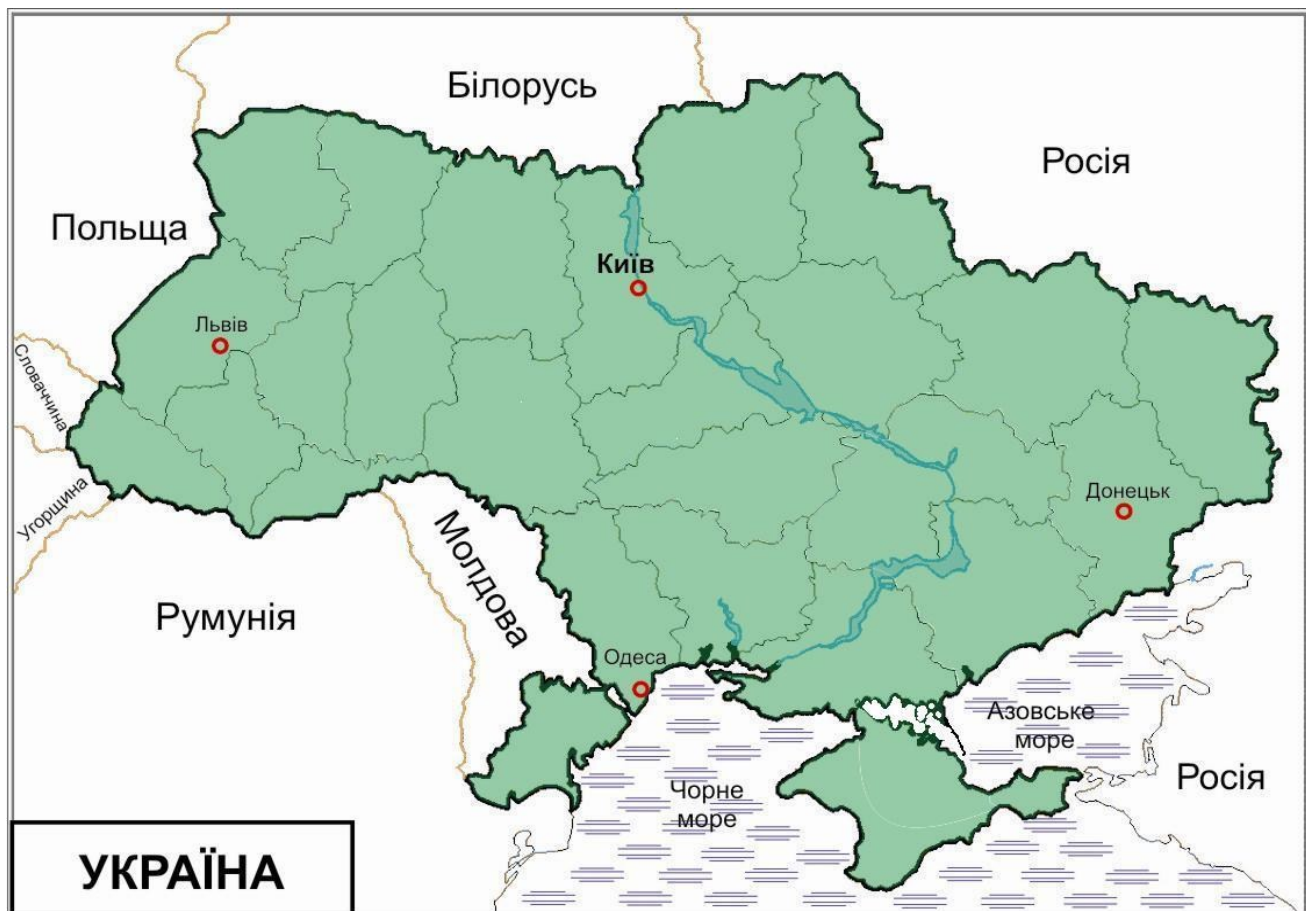 Білорусь
Росія
Польща
Київ
Львів
Словаччина
Угорщина
Донецьк
Молдова
Румунія
Одеса
Азовське
море
Росія
Чорне
море
УКРАЇНА